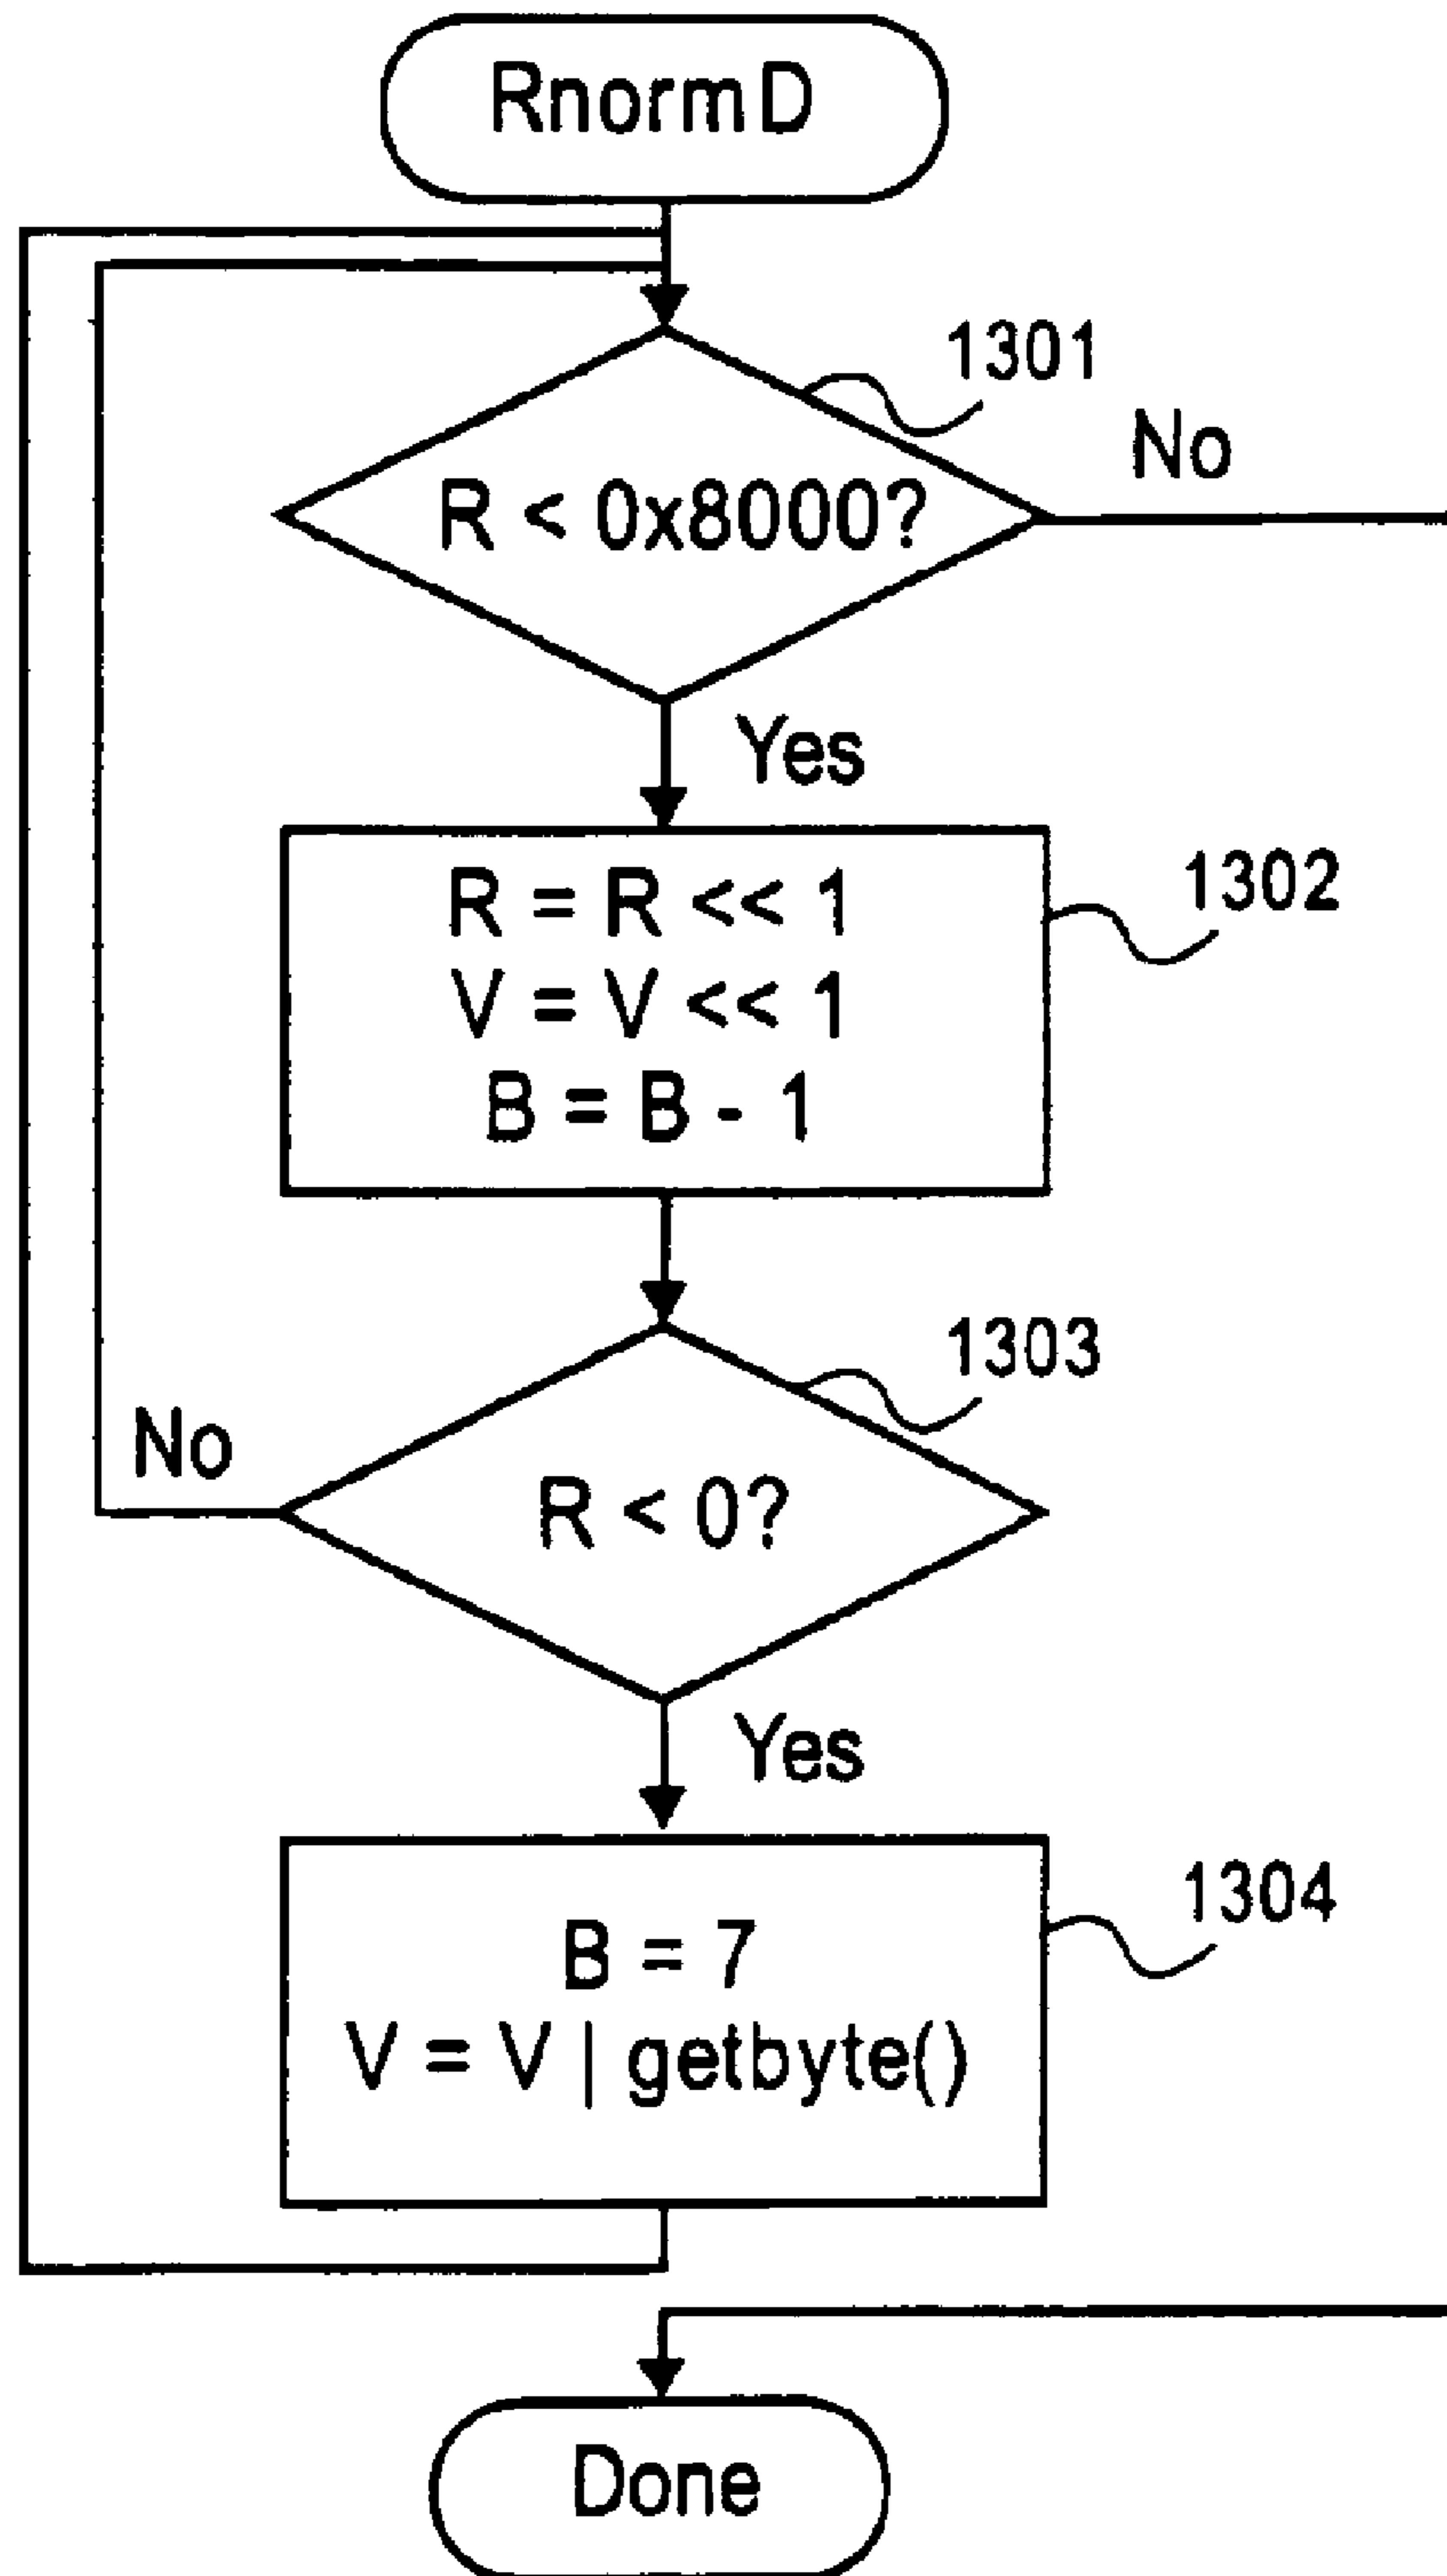 RnormD
1301
No
R < 0x8000?
Yes
1302
R = R << 1
V = V << 1
B = B - 1
1303
No
R < 0?
Yes
1304
B = 7
V = V | getbyte()
Done